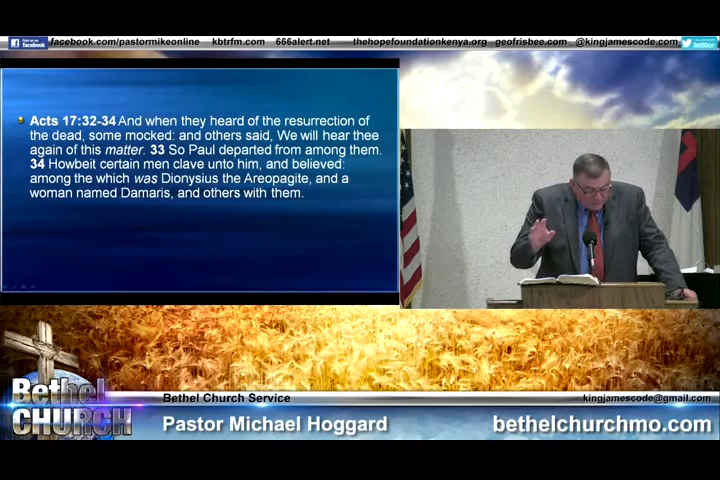 facebook
facebook.com/pastormikeonline kbtrfm.com 666alert.net thehopefoundationkenya.org geofrisbee.com @kingjamescode.com
Acts 17:32-34 And when they heard of the resurrection of
the dead, some mocked: and others said, We will hear thee
again of this matter. 33 So Paul departed from among them.
34 Howbeit certain men clave unto him, and believed:
among the which was Dionysius the Areopagite, and a
woman named Damaris, and others with them.
Bethel
CHURCH
Bethel Church Service kingjamescode@gmail.com
Pastor Michael Hoggard bethelchurchmo.com